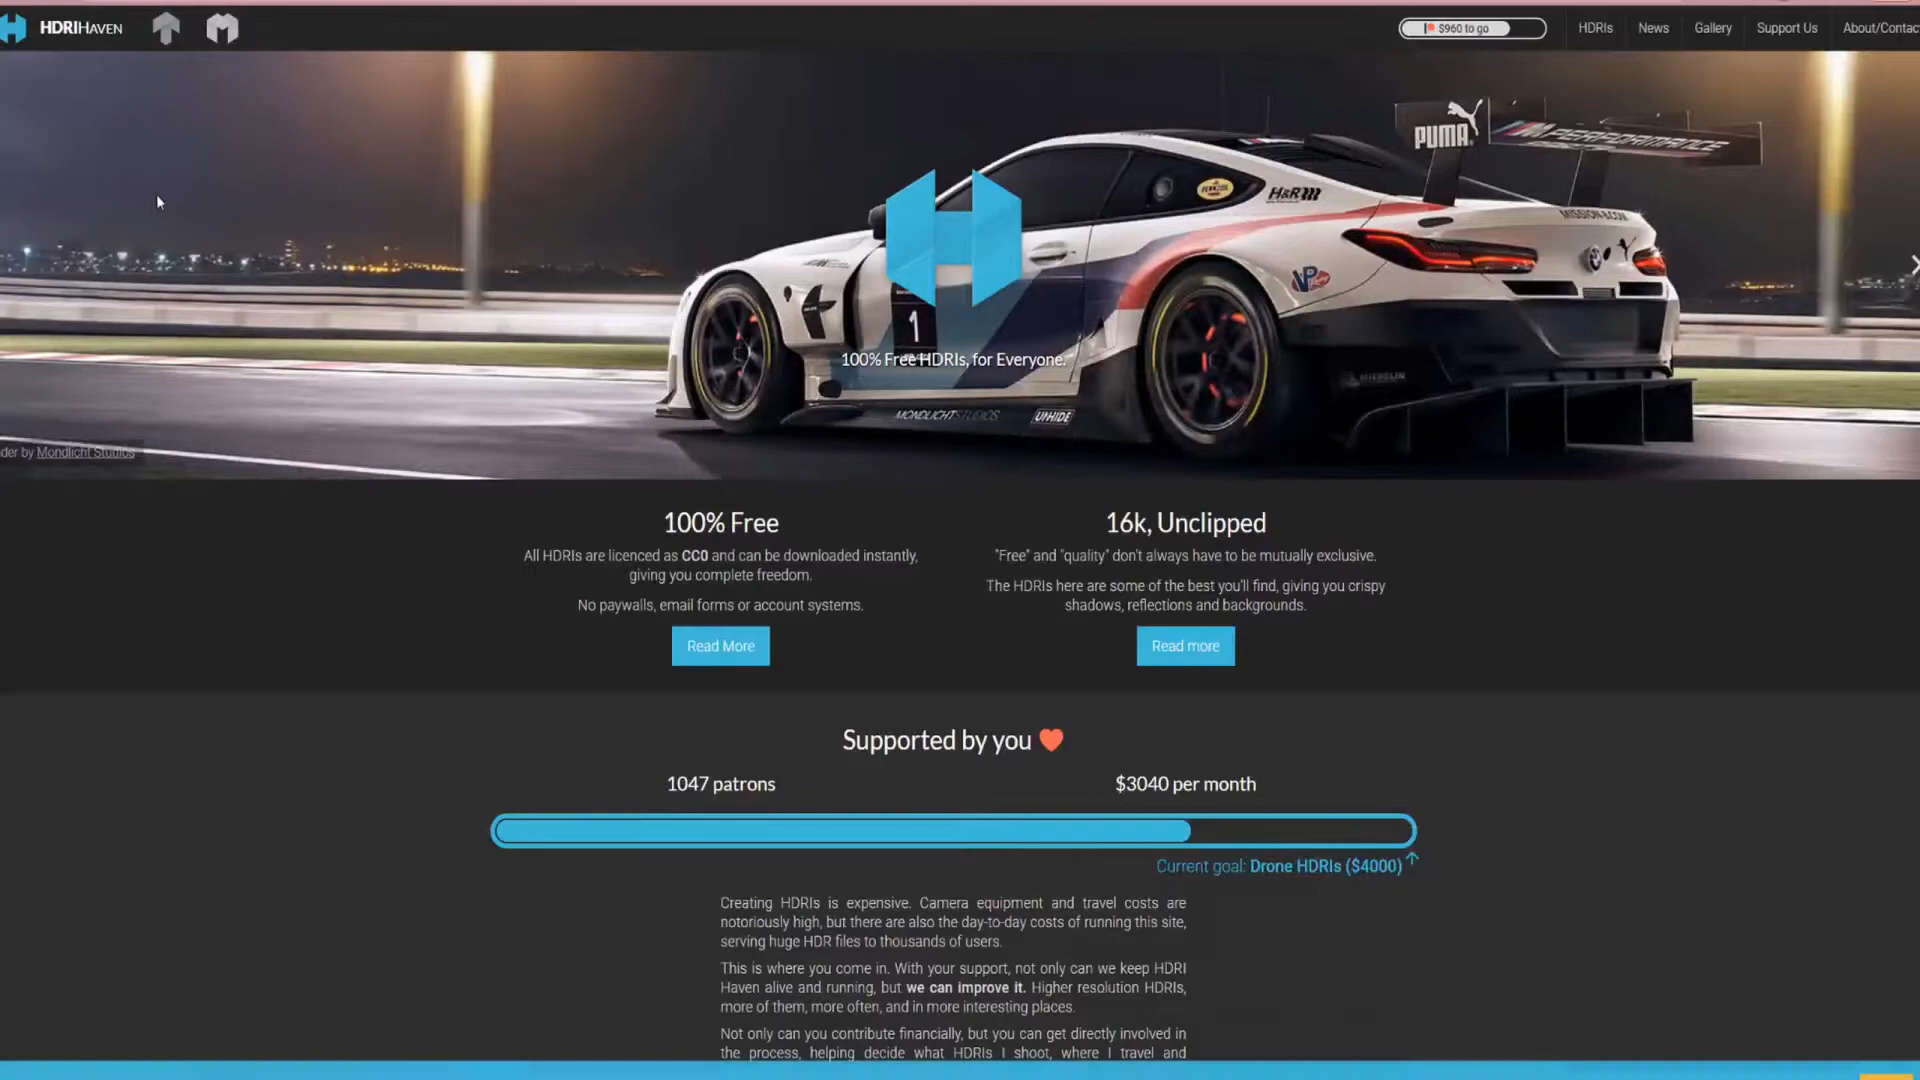 HDRIHAVEN
$960 to go
HDRIs
News
Gallery
Support Us
About/Contac
PUMA
M PERFORMANCE
H&R
MISSION 8 CON
VP
1
100% Free HDRIs, for Everyone.
MONDLICHTSTUDIOS
UNHIDE
MICHELIN
der by Mondlicht Studios
100% Free
All HDRIs are licenced as CC0 and can be downloaded instantly,
giving you complete freedom.
No paywalls, email forms or account systems.
Read More
16k, Unclipped
"Free" and "quality" don't always have to be mutually exclusive.
The HDRIs here are some of the best you'll find, giving you crispy
shadows, reflections and backgrounds.
Read more
Supported by you
1047 patrons
$3040 per month
Current goal: Drone HDRIs ($4000)
Creating HDRIs is expensive. Camera equipment and travel costs are
notoriously high, but there are also the day-to-day costs of running this site,
serving huge HDR files to thousands of users.
This is where you come in. With your support, not only can we keep HDRI
Haven alive and running, but we can improve it. Higher resolution HDRIs,
more of them, more often, and in more interesting places.
Not only can you contribute financially, but you can get directly involved in
the process, helping decide what HDRIs I shoot, where I travel and